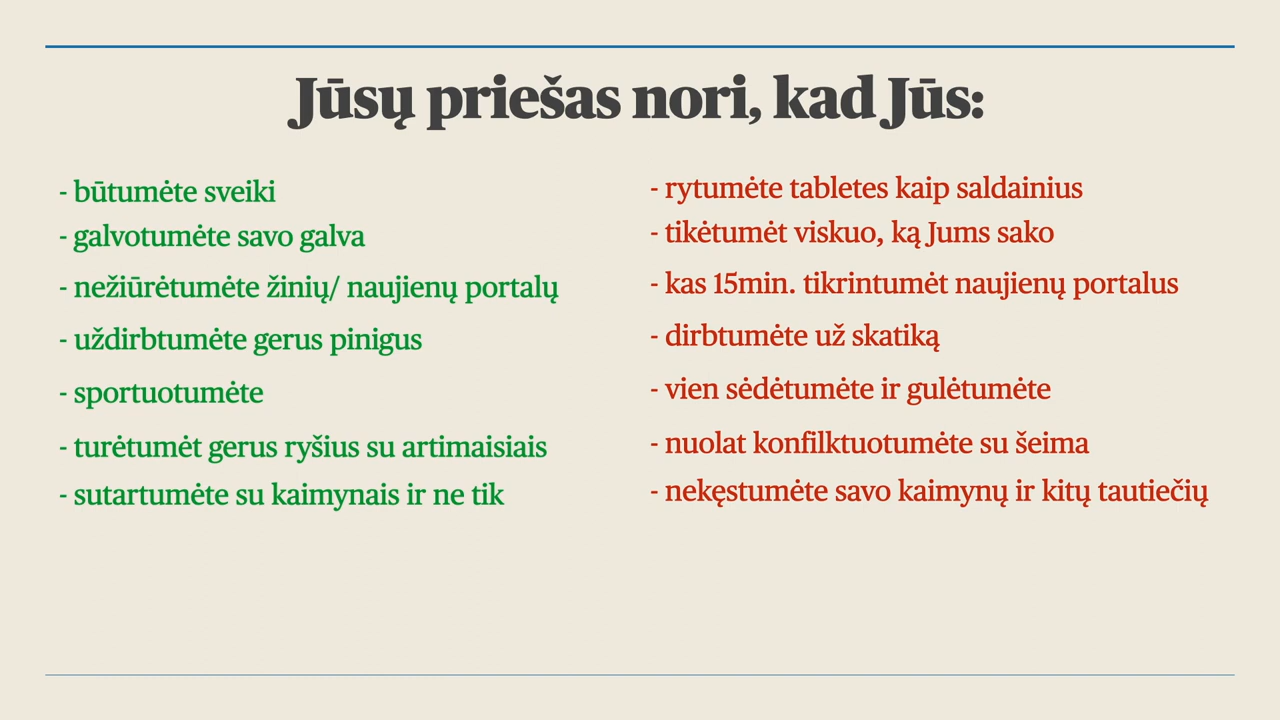 Jūsų priešas nori, kad Jūs:
- būtumėte sveiki
- galvotumėte savo galva
- nežiūrėtumėte žinių/ naujienų portalų
- uždirbtumėte gerus pinigus
- sportuotumėte
- turėtumėt gerus ryšius su artimaisiais
- sutartumėte su kaimynais ir ne tik
- rytumėte tabletes kaip saldainius
- tikėtumėt viskuo, ką Jums sako
- kas 15min. tikrintumėt naujienų portalus
- dirbtumėte už skatiką
- vien sėdėtumėte ir gulėtumėte
- nuolat konfilktuotumėte su šeima
- nekęstumėte savo kaimynų ir kitų tautiečių